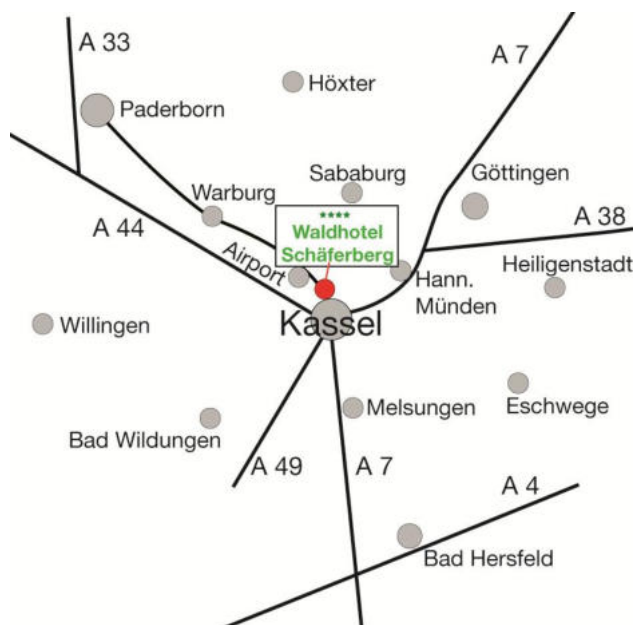 A 33
A 7
Höxter
Paderborn
Sababurg
Göttingen
Warburg
****
Waldhotel
Schäferberg
A 38
A 44
Airport
Hann.
Münden
Heiligenstadt
Willingen
Kassel
Melsungen
Eschwege
Bad Wildungen
A 49
A 7
A 4
Bad Hersfeld